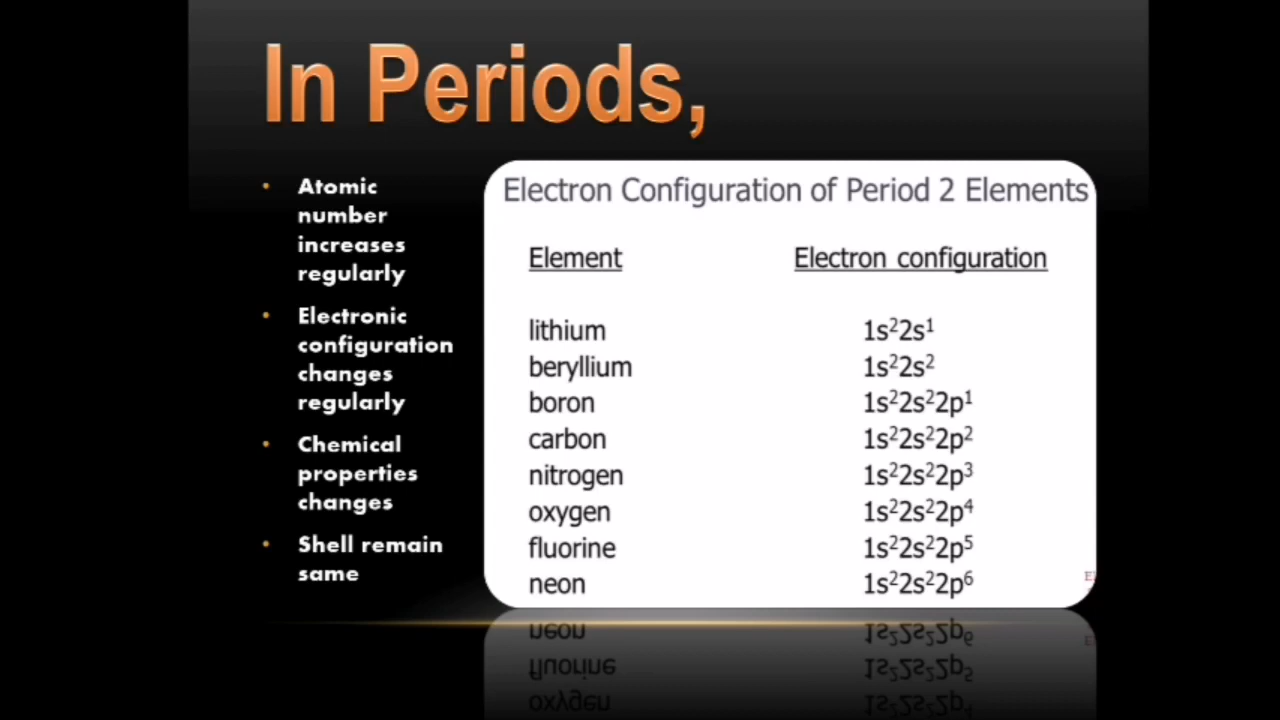 In Periods,
• Atomic
number
increases
regularly
• Electronic
configuration
changes
regularly
• Chemical
properties
changes
• Shell remain
same
Electron Configuration of Period 2 Elements
Element Electron configuration
lithium 1s²2s¹
beryllium 1s²2s²
boron 1s²2s²2p¹
carbon 1s²2s²2p²
nitrogen 1s²2s²2p³
oxygen 1s²2s²2p⁴
fluorine 1s²2s²2p⁵
neon 1s²2s²2p⁶